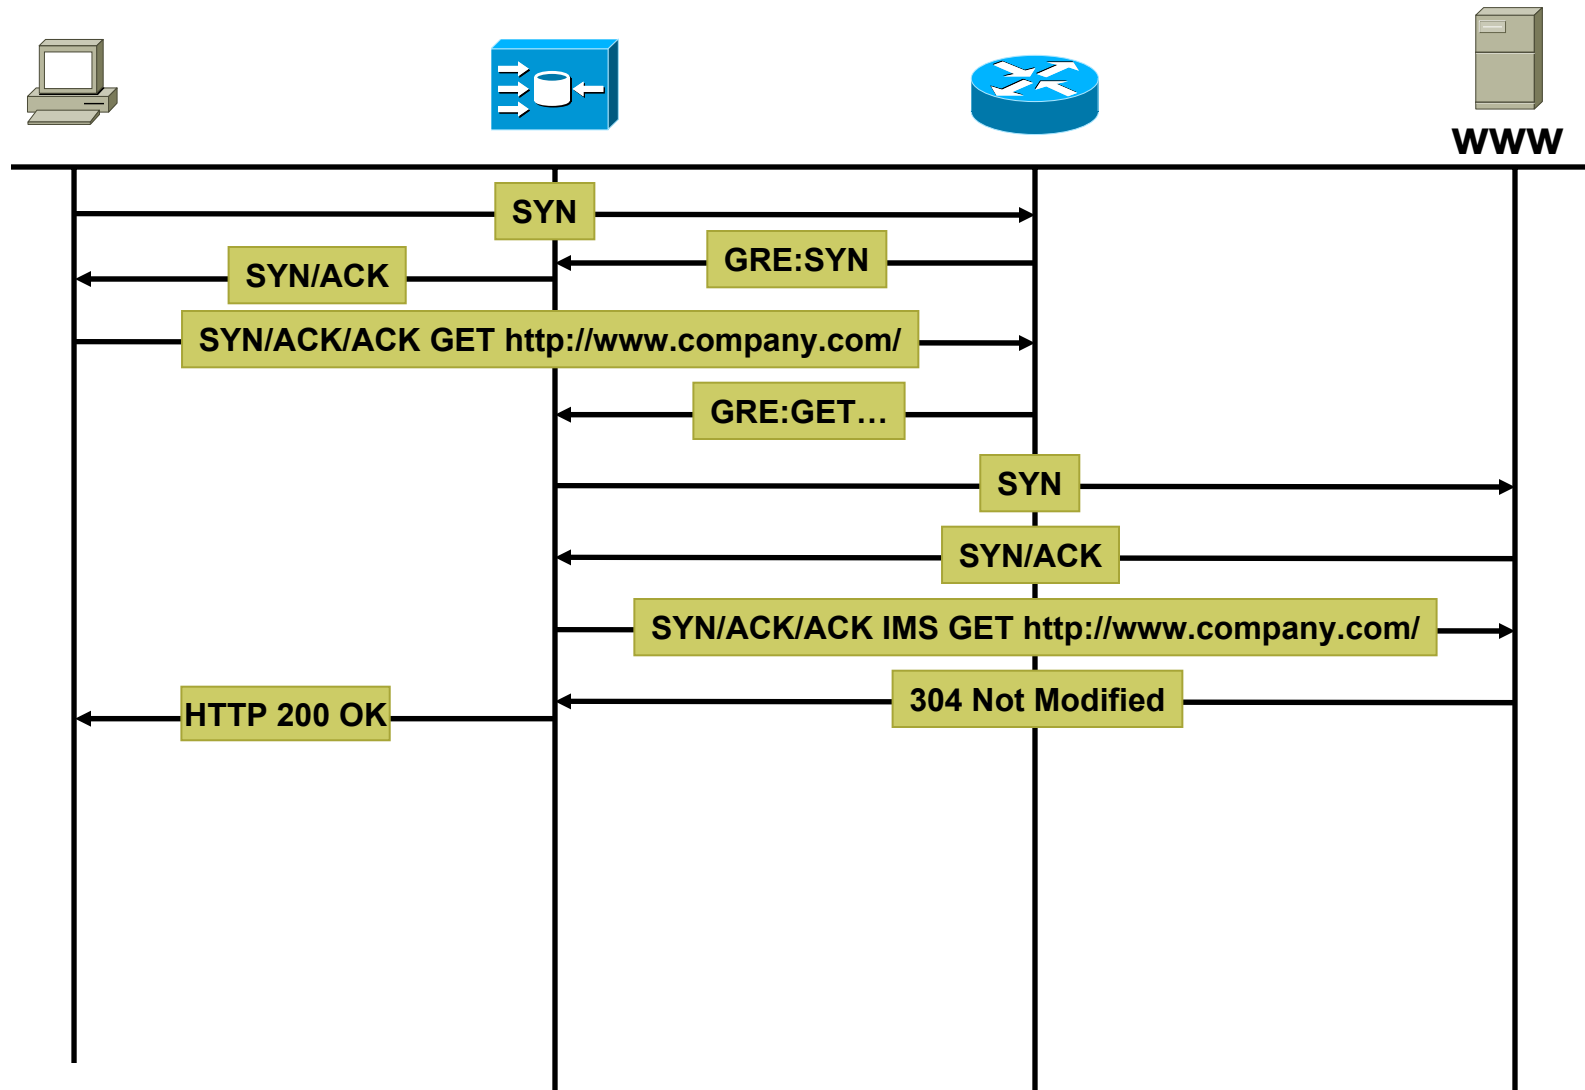 WWW
SYN
GRE:SYN
SYN/ACK
SYN/ACK/ACK GET http://www.company.com/
GRE:GET…
SYN
SYN/ACK
SYN/ACK/ACK IMS GET http://www.company.com/
304 Not Modified
HTTP 200 OK